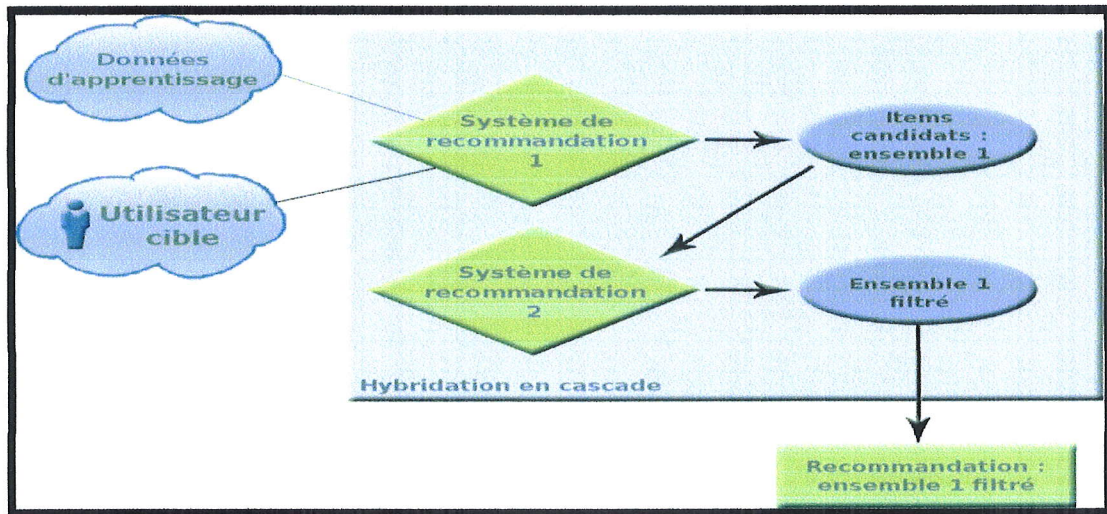 Données
d'apprentissage
Utilisateur
cible
Système de
recommandation
1
Items
candidats :
ensemble 1
Système de
recommandation
2
Ensemble 1
filtré
Hybridation en cascade
Recommandation :
ensemble 1 filtré